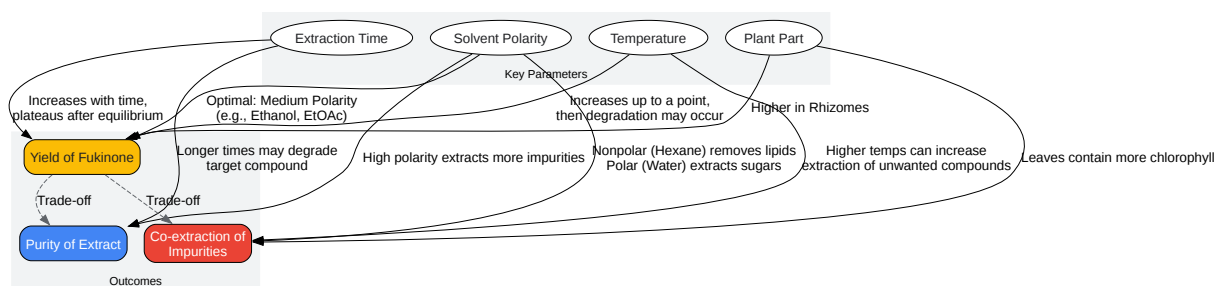 Extraction Time
Solvent Polarity
Temperature
Plant Part
Key Parameters
Increases with time,
plateaus after equilibrium
Optimal: Medium Polarity
(e.g., Ethanol, EtOAc)
Increases up to a point,
then degradation may occur
Higher in Rhizomes
Yield of Fukinone
Longer times may degrade
target compound
High polarity extracts more impurities
Nonpolar (Hexane) removes lipids
Polar (Water) extracts sugars
Higher temps can increase
extraction of unwanted compounds
Leaves contain more chlorophyll
Trade-off
Trade-off
Purity of Extract
Co-extraction of
Impurities
Outcomes